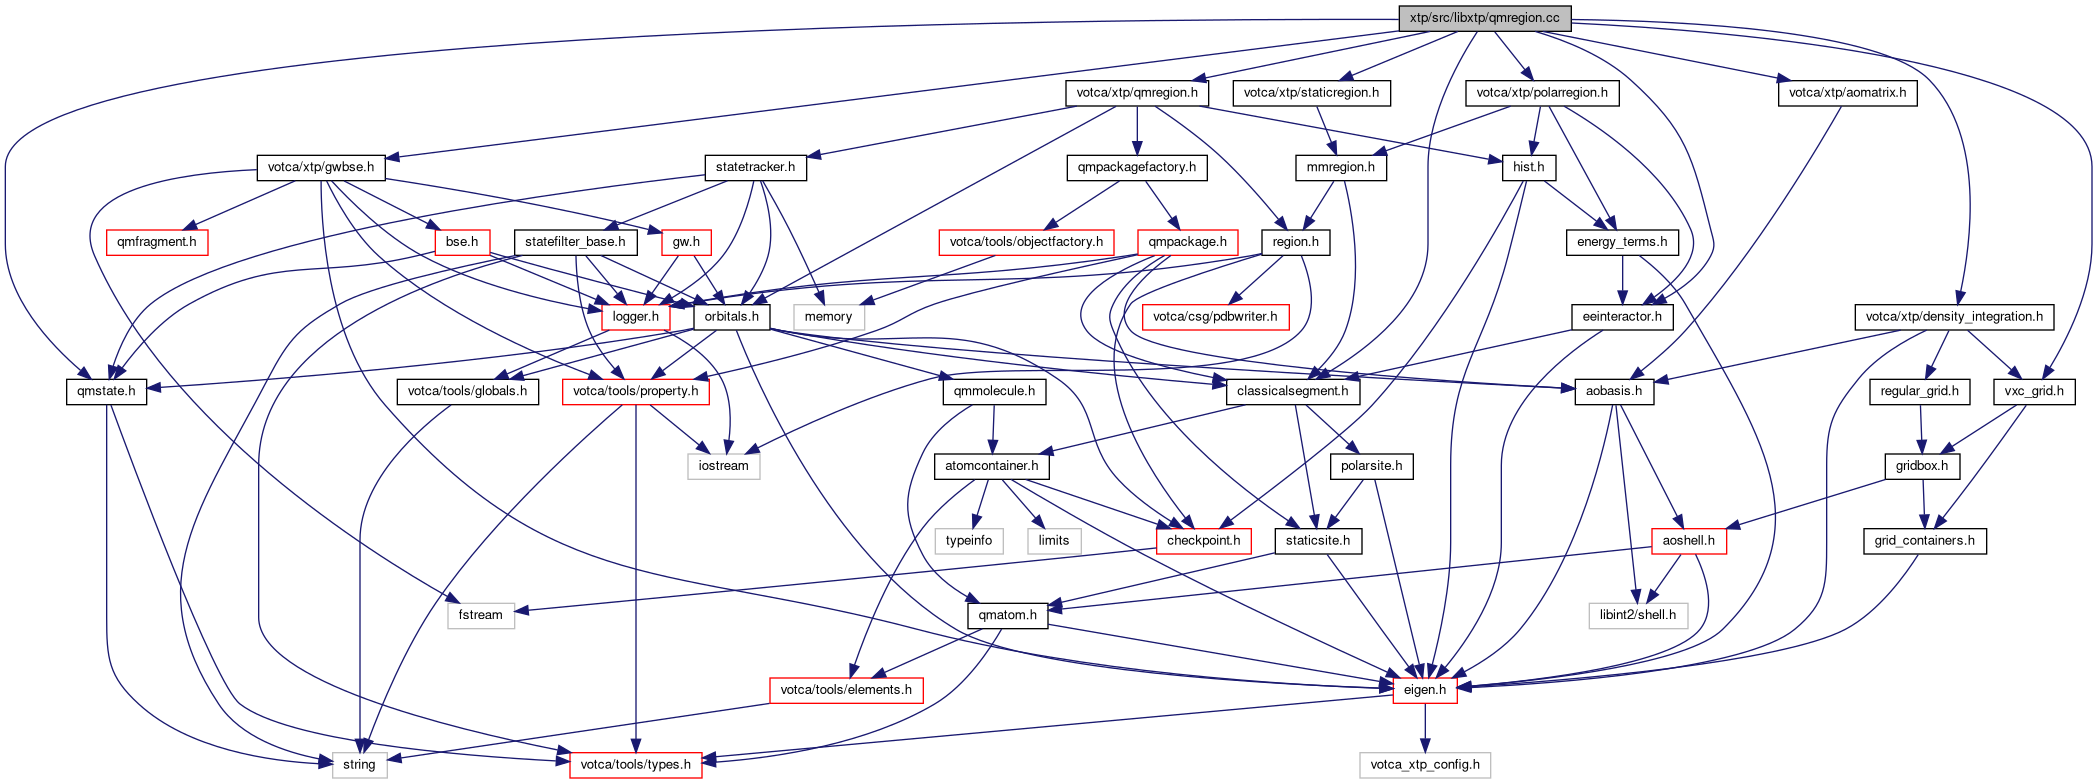 xtp/src/libxtp/qmregion.cc
votca/xtp/qmregion.h
votca/xtp/staticregion.h
votca/xtp/polarregion.h
votca/xtp/aomatrix.h
votca/xtp/gwbse.h
statetracker.h
qmpackagefactory.h
mmregion.h
hist.h
qmfragment.h
bse.h
statefilter_base.h
gw.h
votca/tools/objectfactory.h
qmpackage.h
region.h
energy_terms.h
logger.h
orbitals.h
memory
votca/csg/pdbwriter.h
eeinteractor.h
votca/xtp/density_integration.h
qmstate.h
votca/tools/globals.h
votca/tools/property.h
qmmolecule.h
classicalsegment.h
aobasis.h
regular_grid.h
vxc_grid.h
iostream
atomcontainer.h
polarsite.h
gridbox.h
typeinfo
limits
checkpoint.h
staticsite.h
aoshell.h
grid_containers.h
fstream
qmatom.h
libint2/shell.h
votca/tools/elements.h
eigen.h
string
votca/tools/types.h
votca_xtp_config.h